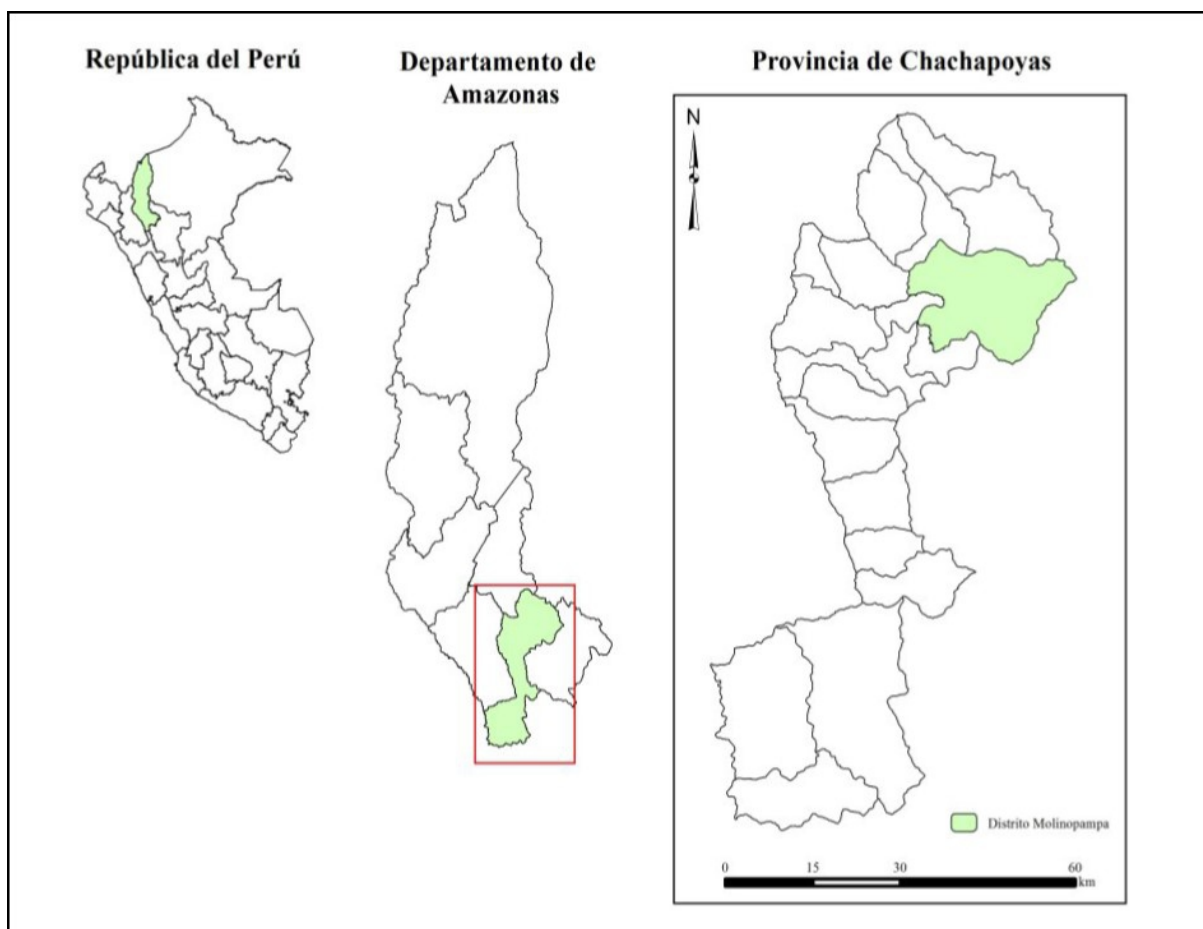 República del Perú
Departamento de
Amazonas
Provincia de Chachapoyas
N
Distrito Molinopampa
0 15 30 60
km